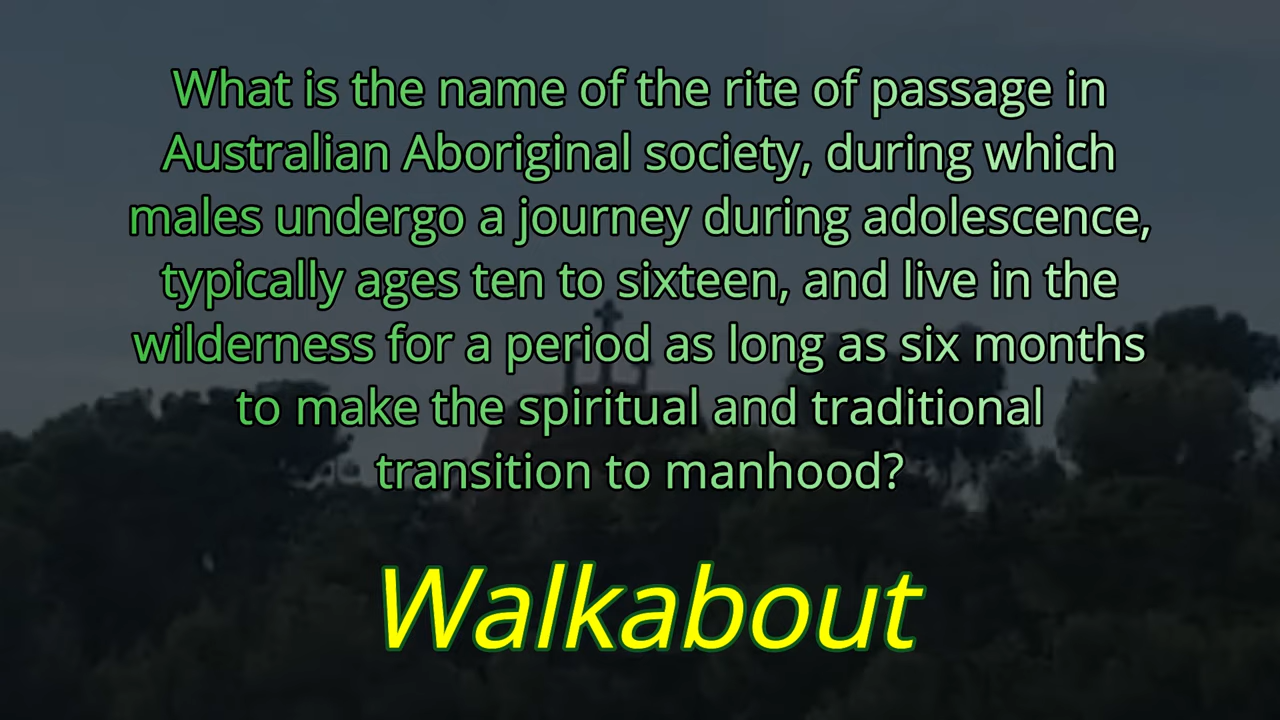 What is the name of the rite of passage in
Australian Aboriginal society, during which
males undergo a journey during adolescence,
typically ages ten to sixteen, and live in the
wilderness for a period as long as six months
to make the spiritual and traditional
transition to manhood?
Walkabout